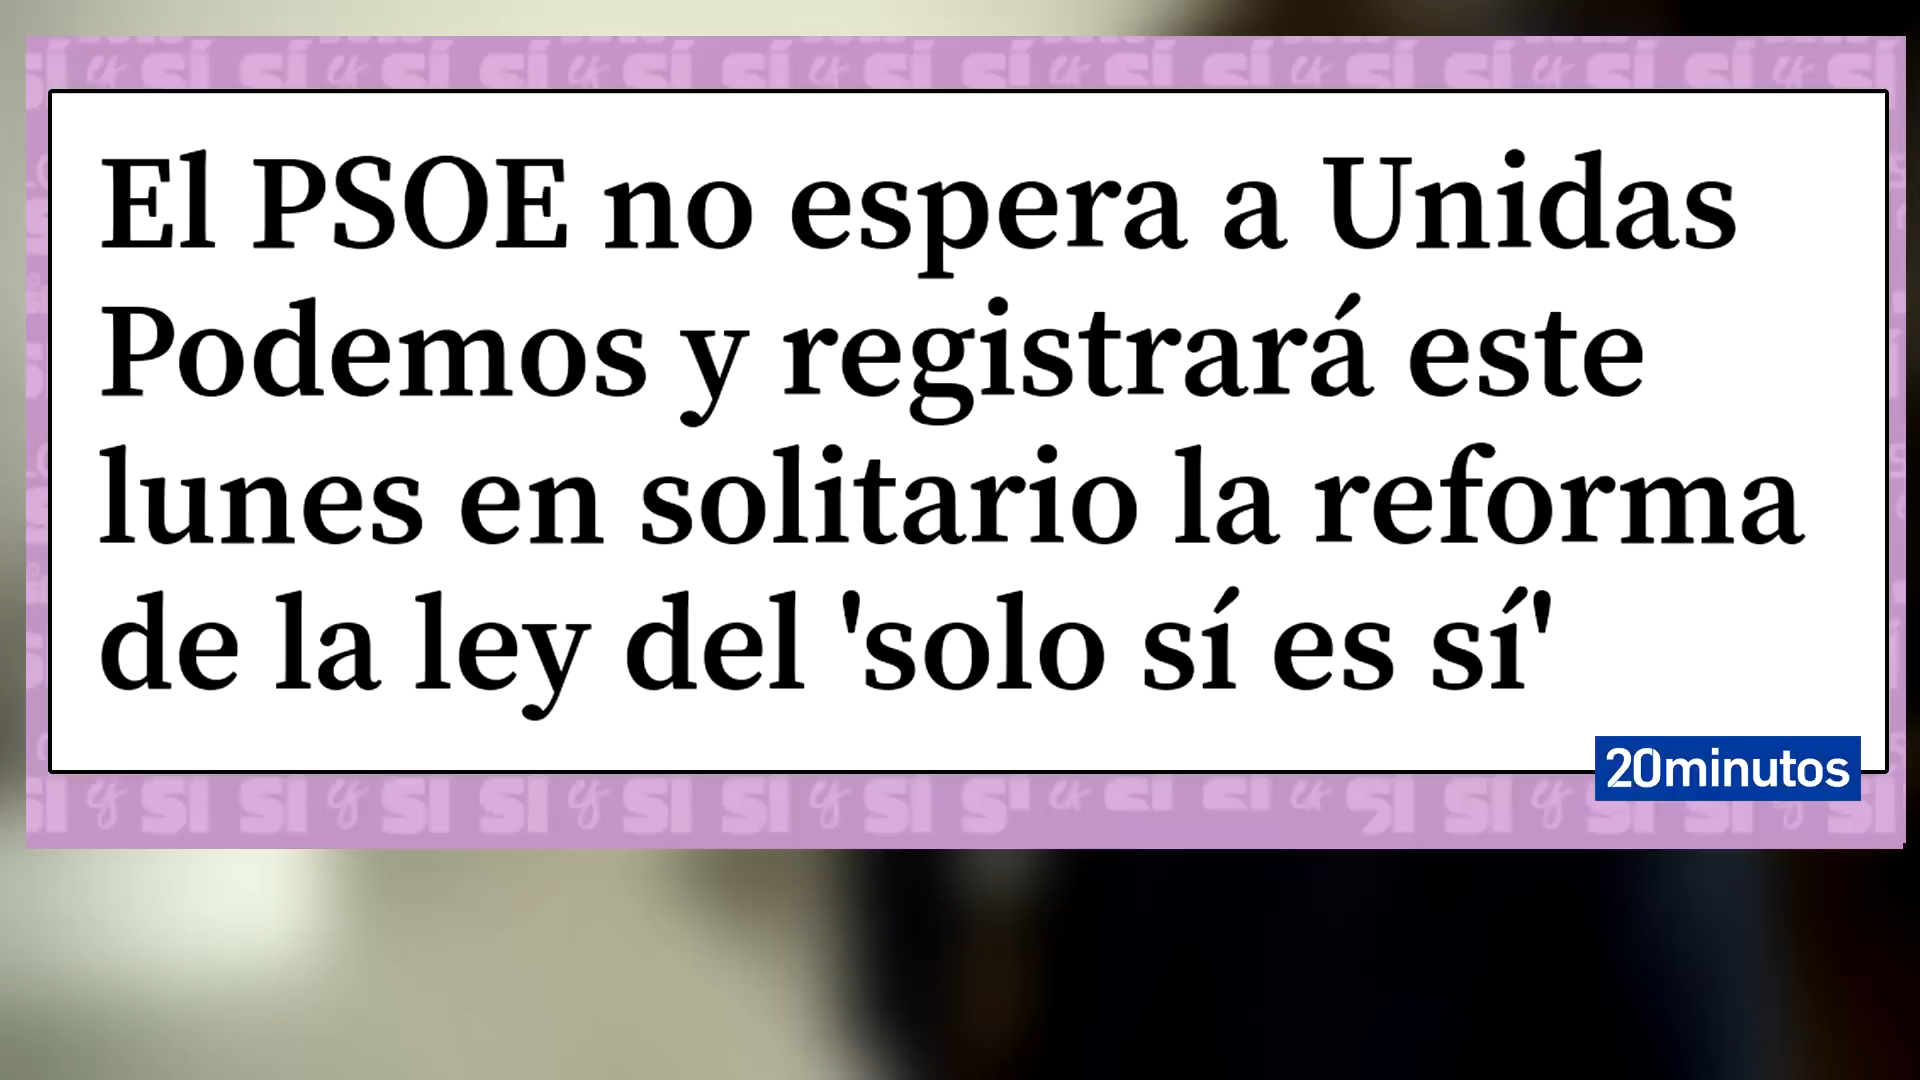 El PSOE no espera a Unidas
Podemos y registrará este
lunes en solitario la reforma
de la ley del 'solo sí es sí'
20minutos